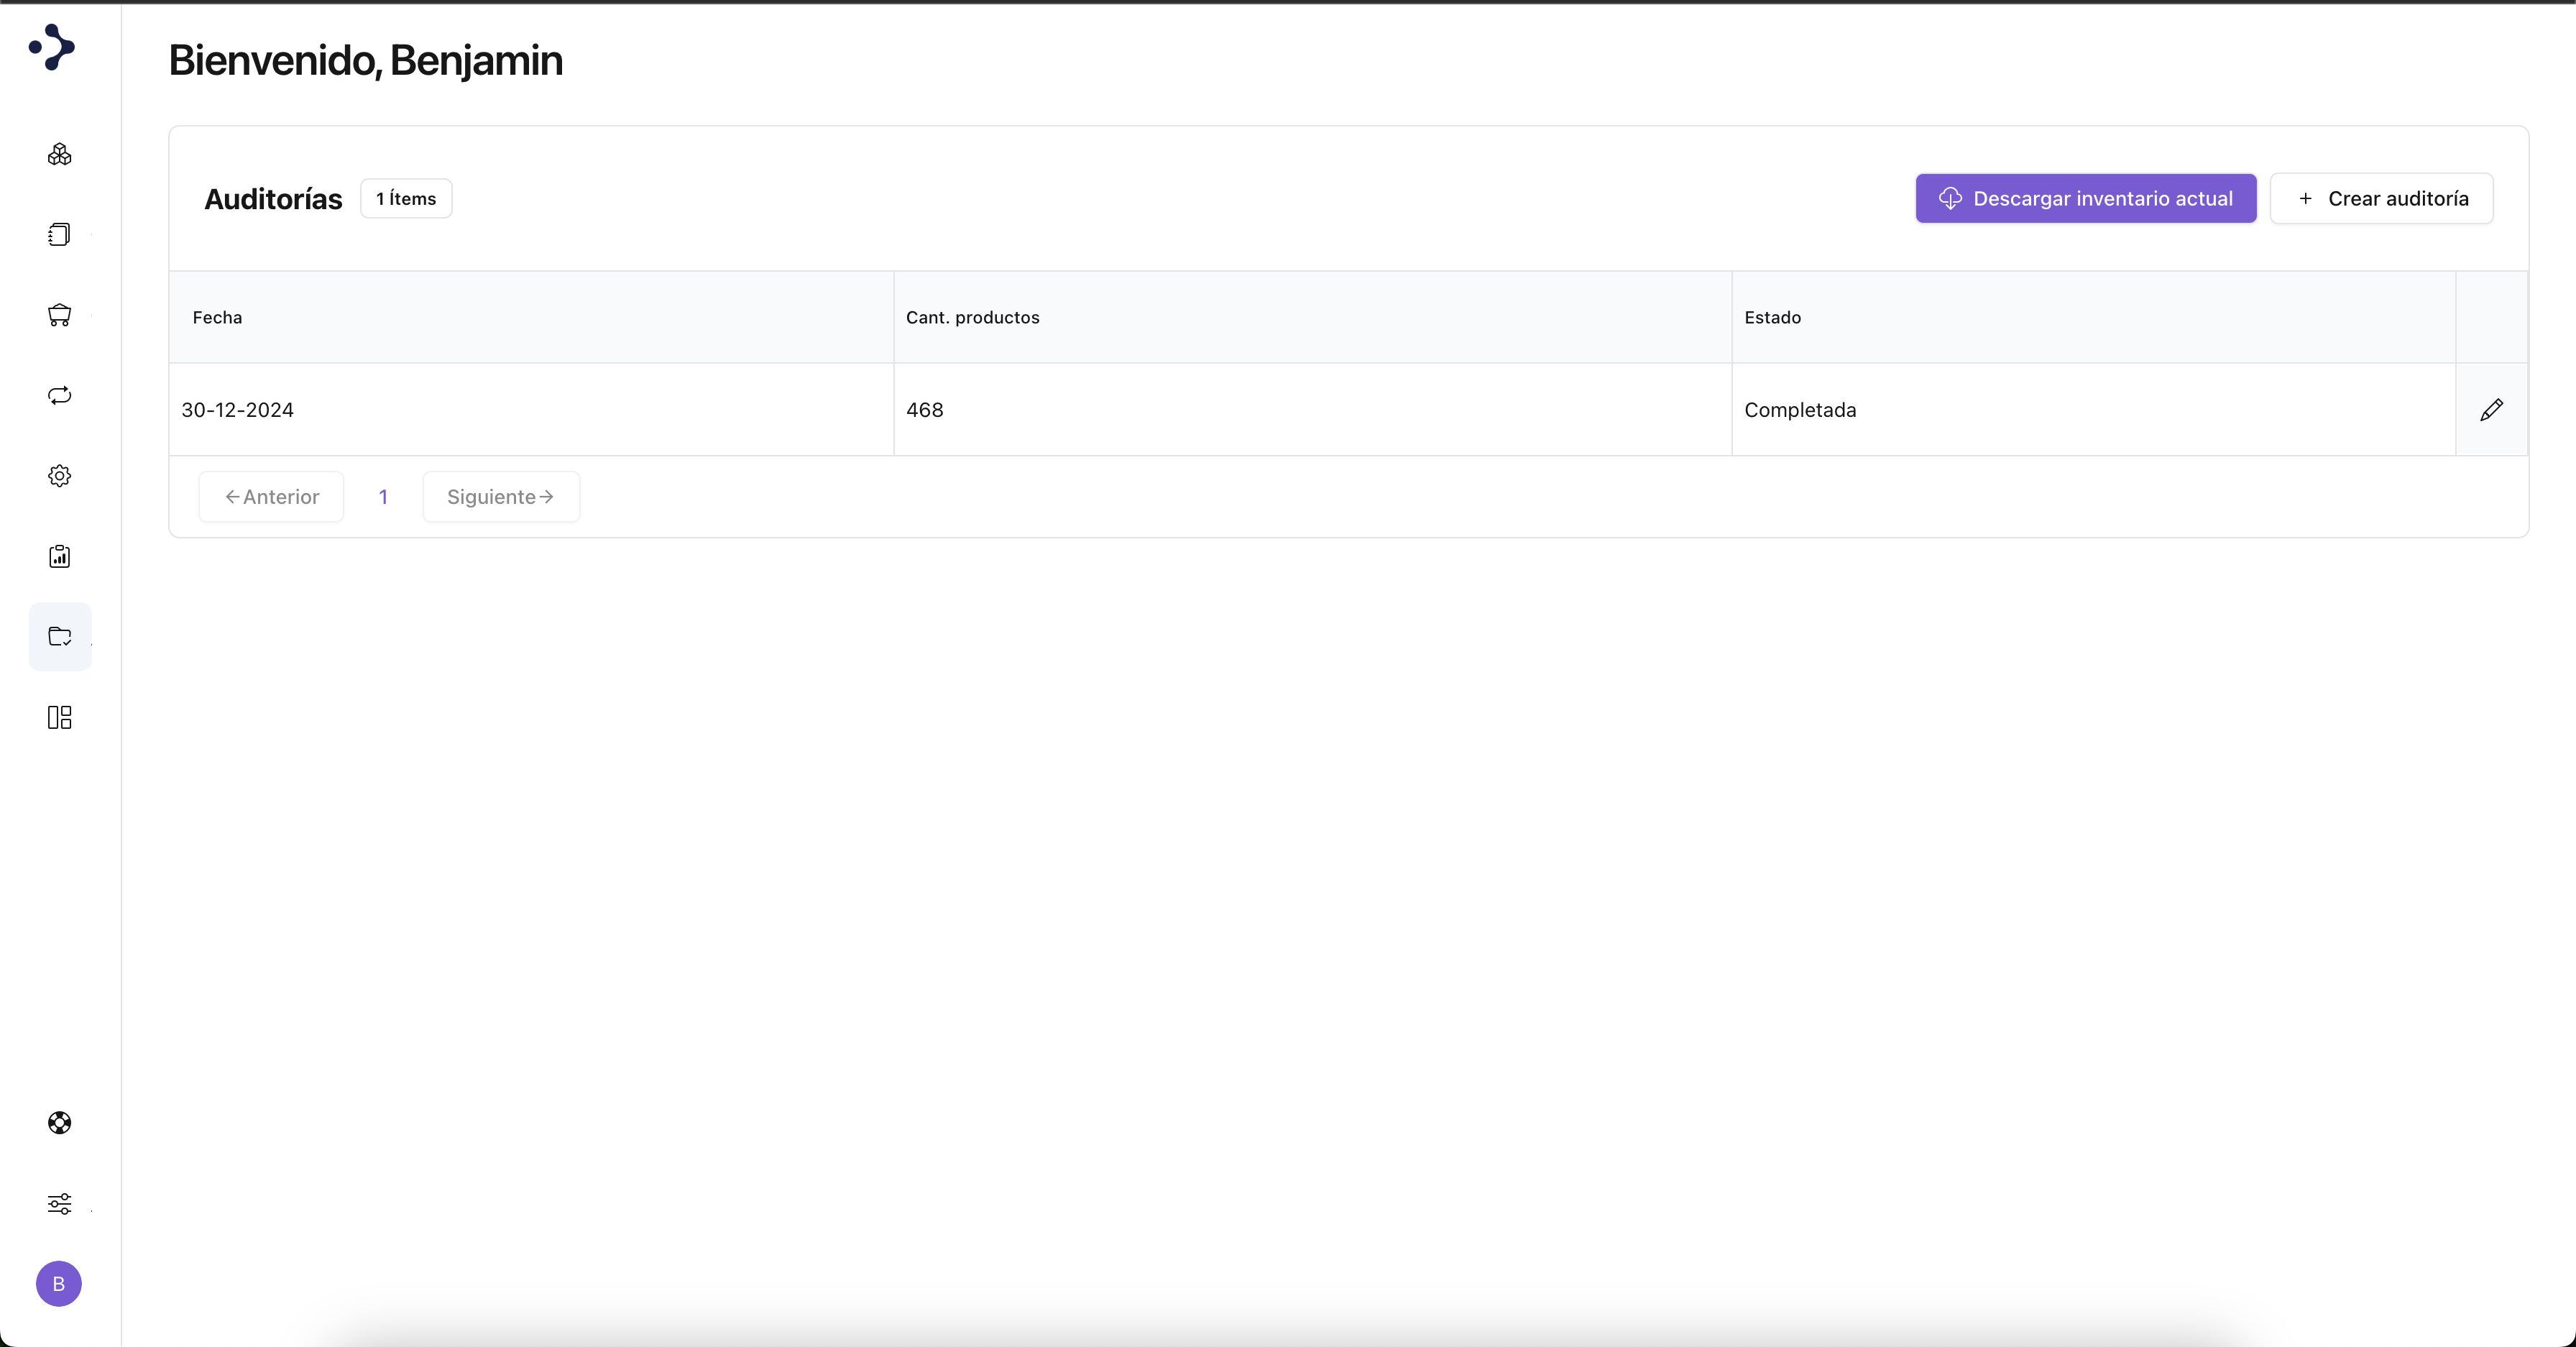 Bienvenido, Benjamin
Auditorías 1 Ítems Descargar inventario actual + Crear auditoría
Fecha Cant. productos Estado
30-12-2024 468 Completada
←Anterior 1 Siguiente→
B